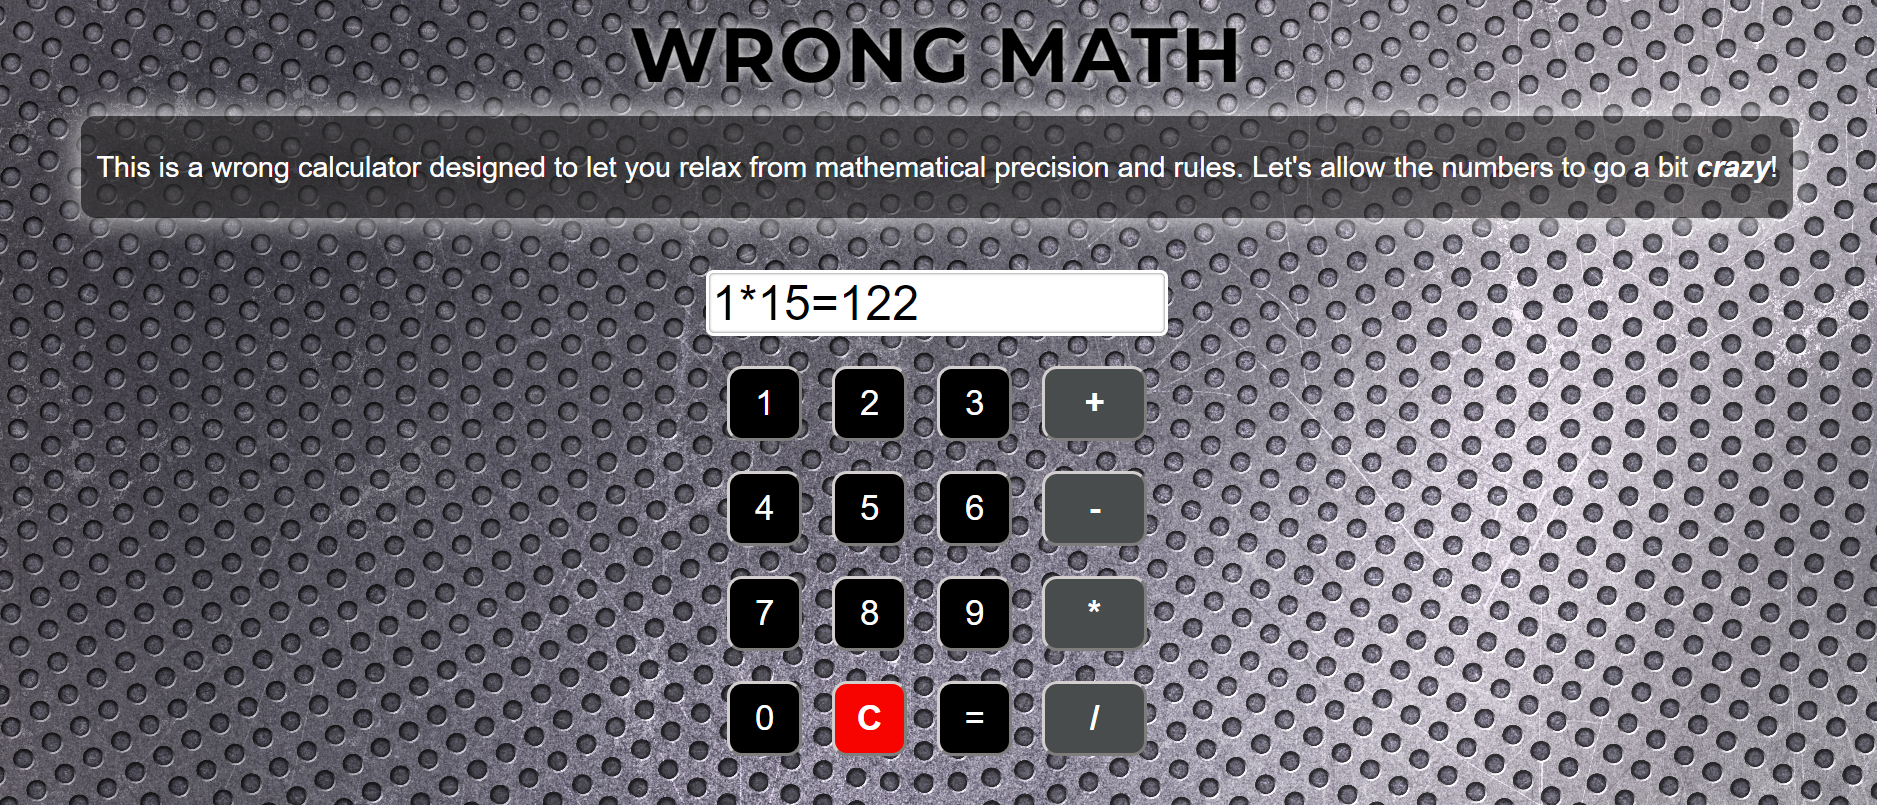 WRONG MATH
This is a wrong calculator designed to let you relax from mathematical precision and rules. Let's allow the numbers to go a bit crazy!
1*15=122
1 2 3 +
4 5 6 -
7 8 9 *
0 C = /